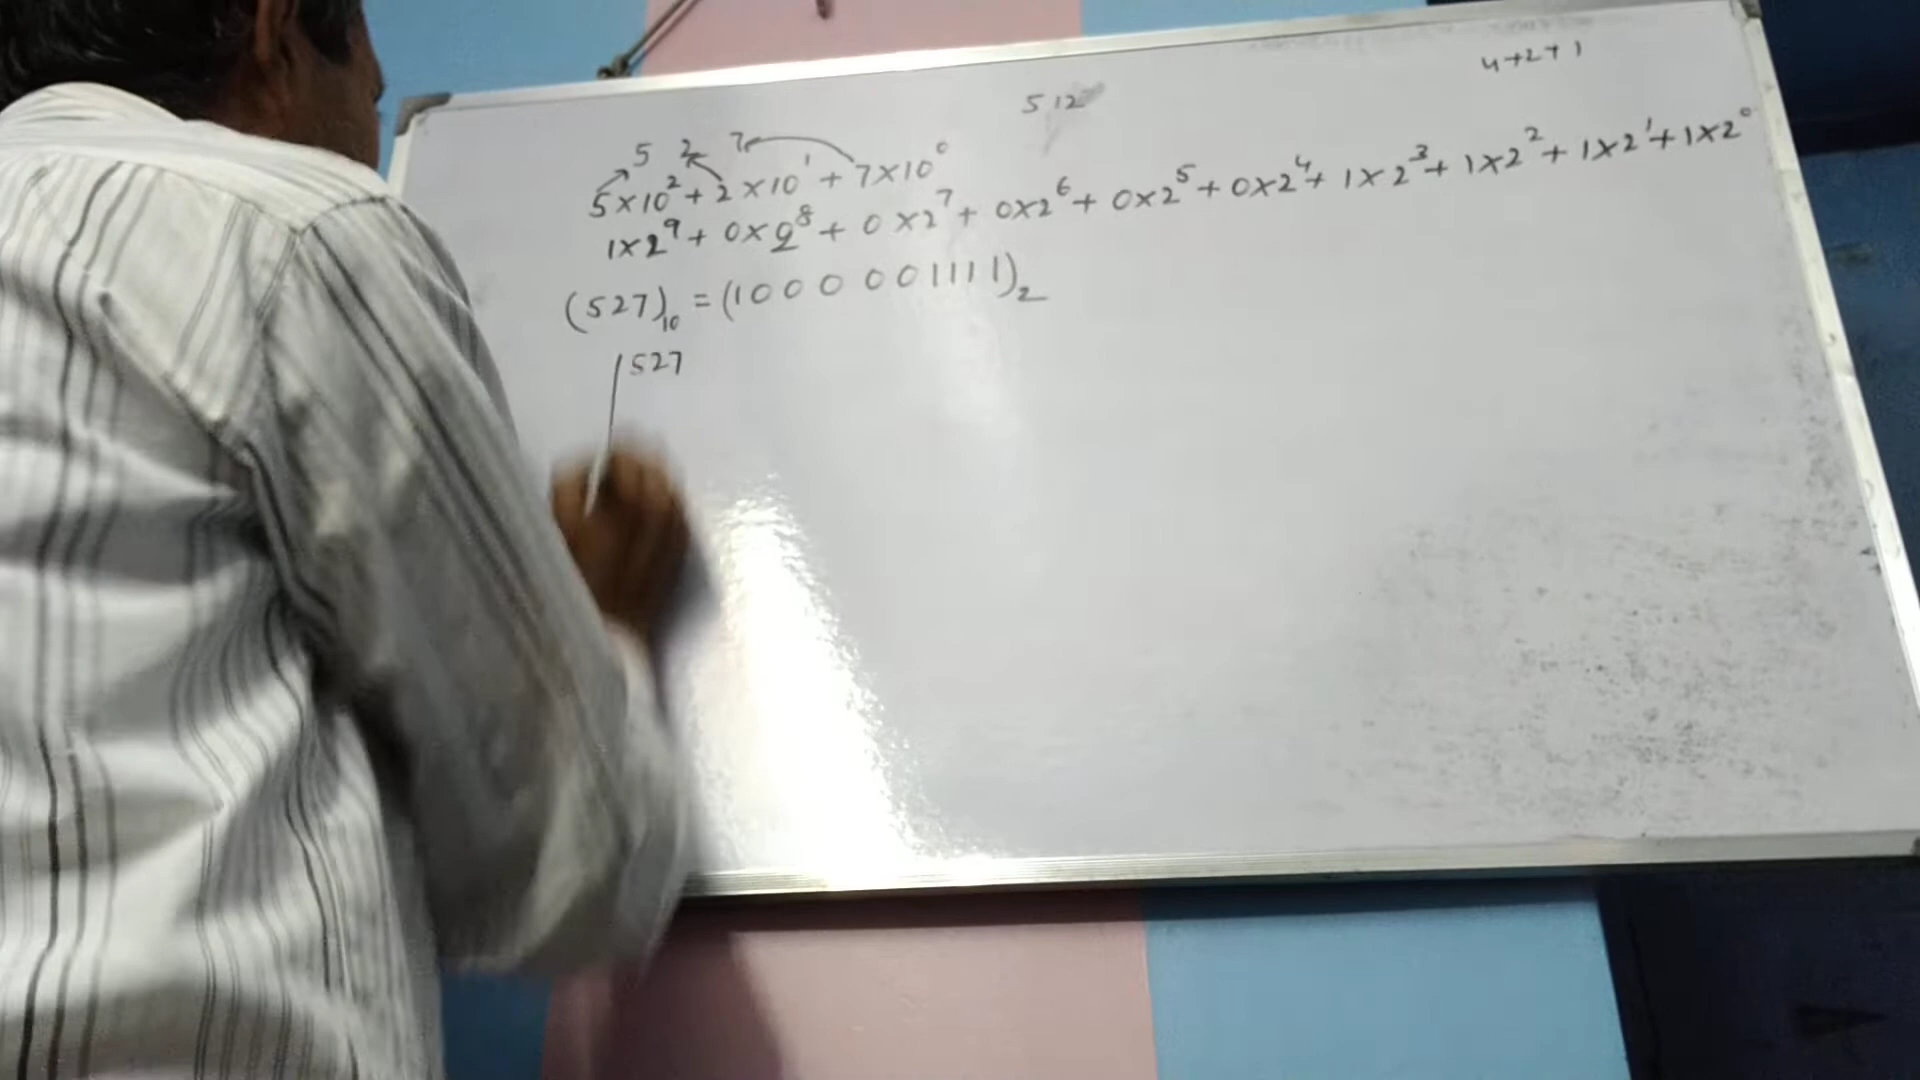 4+2+1
512
5 2 7
5×10² + 2×10¹ + 7×10⁰
1×2⁹ + 0×2⁸ + 0×2⁷ + 0×2⁶ + 0×2⁵ + 0×2⁴ + 1×2³ + 1×2² + 1×2¹ + 1×2⁰
(527)₁₀ = (1000001111)₂
527